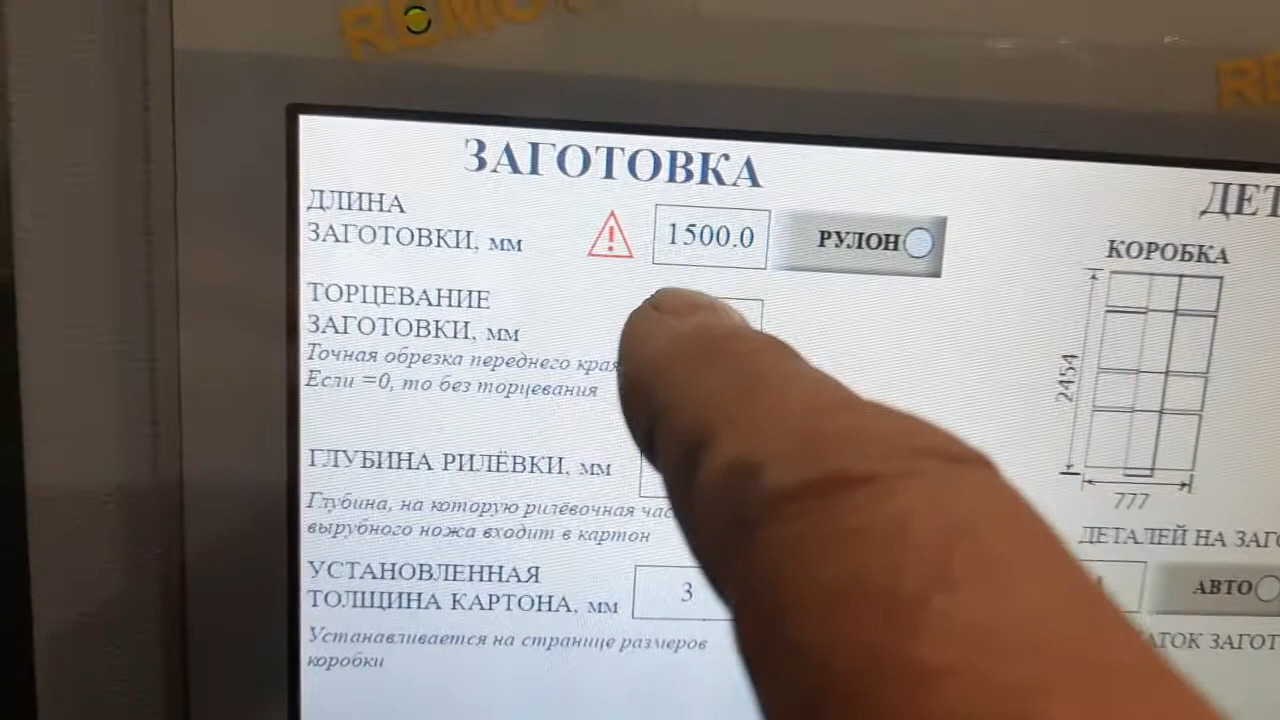 ЗАГОТОВКА
ДЛИНА
ЗАГОТОВКИ, мм
1500.0
РУЛОН
ТОРЦЕВАНИЕ
ЗАГОТОВКИ, мм
Точная обрезка переднего края
Если =0, то без торцевания
ГЛУБИНА РИЛЁВКИ, мм
Глубина, на которую рилёвочная час
вырубного ножа входит в картон
УСТАНОВЛЕННАЯ
ТОЛЩИНА КАРТОНА, мм
3
Устанавливается на странице размеров
коробки
ДЕТ
КОРОБКА
2454
777
ДЕТАЛЕЙ НА ЗАГО
АВТО
АТОК ЗАГОТ